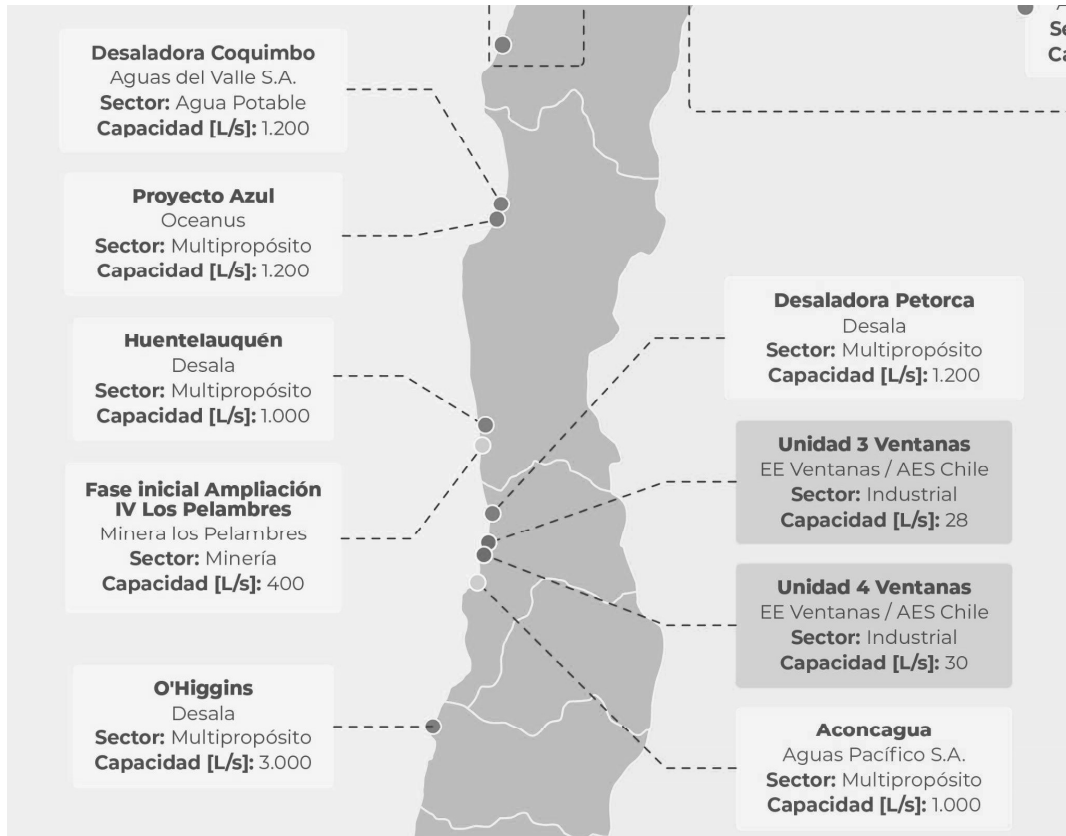 Desaladora Coquimbo
Aguas del Valle S.A.
Sector: Agua Potable
Capacidad [L/s]: 1.200
Proyecto Azul
Oceanus
Sector: Multipropósito
Capacidad [L/s]: 1.200
Huentelauquén
Desala
Sector: Multipropósito
Capacidad [L/s]: 1.000
Fase inicial Ampliación
IV Los Pelambres
Minera los Pelambres
Sector: Minería
Capacidad [L/s]: 400
O'Higgins
Desala
Sector: Multipropósito
Capacidad [L/s]: 3.000
Desaladora Petorca
Desala
Sector: Multipropósito
Capacidad [L/s]: 1.200
Unidad 3 Ventanas
EE Ventanas / AES Chile
Sector: Industrial
Capacidad [L/s]: 28
Unidad 4 Ventanas
EE Ventanas / AES Chile
Sector: Industrial
Capacidad [L/s]: 30
Aconcagua
Aguas Pacífico S.A.
Sector: Multipropósito
Capacidad [L/s]: 1.000